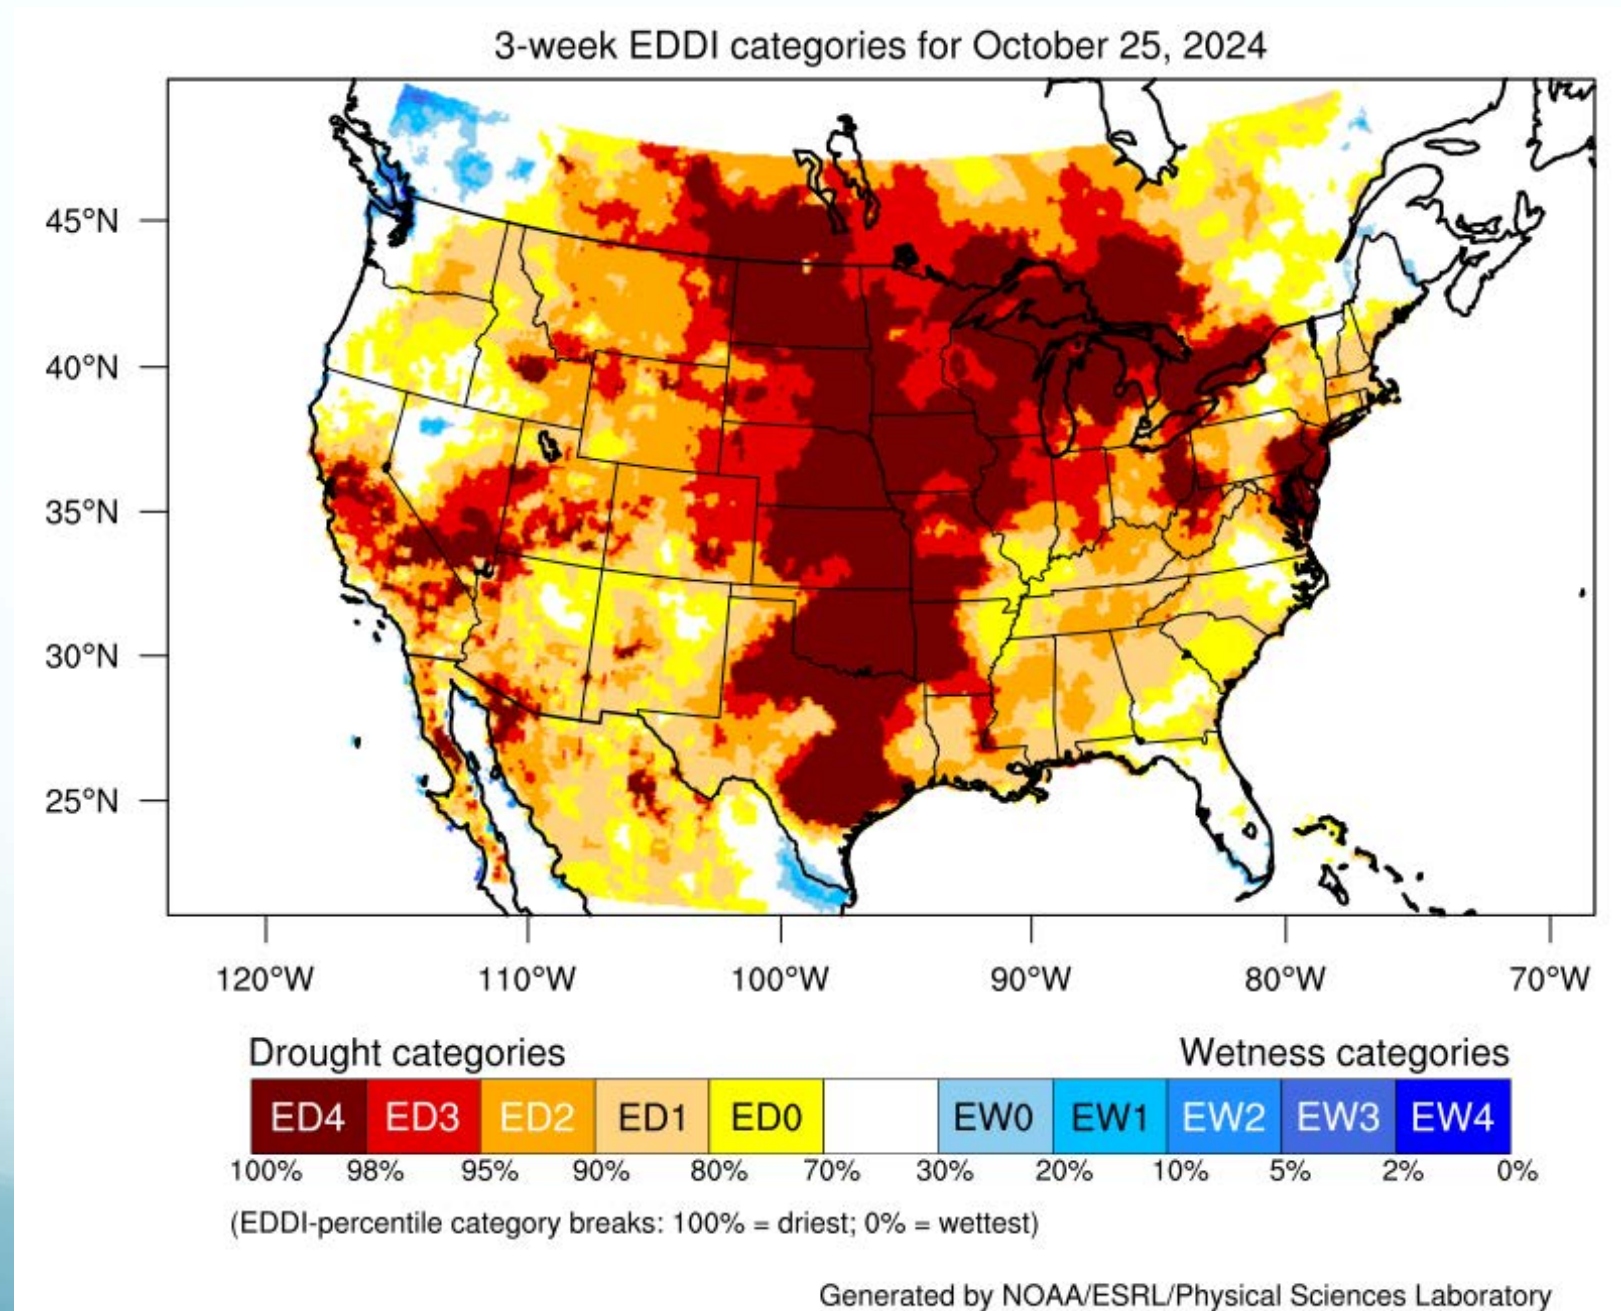 3-week EDDI categories for October 25, 2024
45°N
40°N
35°N
30°N
25°N
120°W 110°W 100°W 90°W 80°W 70°W
Drought categories Wetness categories
ED4 ED3 ED2 ED1 ED0 EW0 EW1 EW2 EW3 EW4
100% 98% 95% 90% 80% 70% 30% 20% 10% 5% 2% 0%
(EDDI-percentile category breaks: 100% = driest; 0% = wettest)
Generated by NOAA/ESRL/Physical Sciences Laboratory